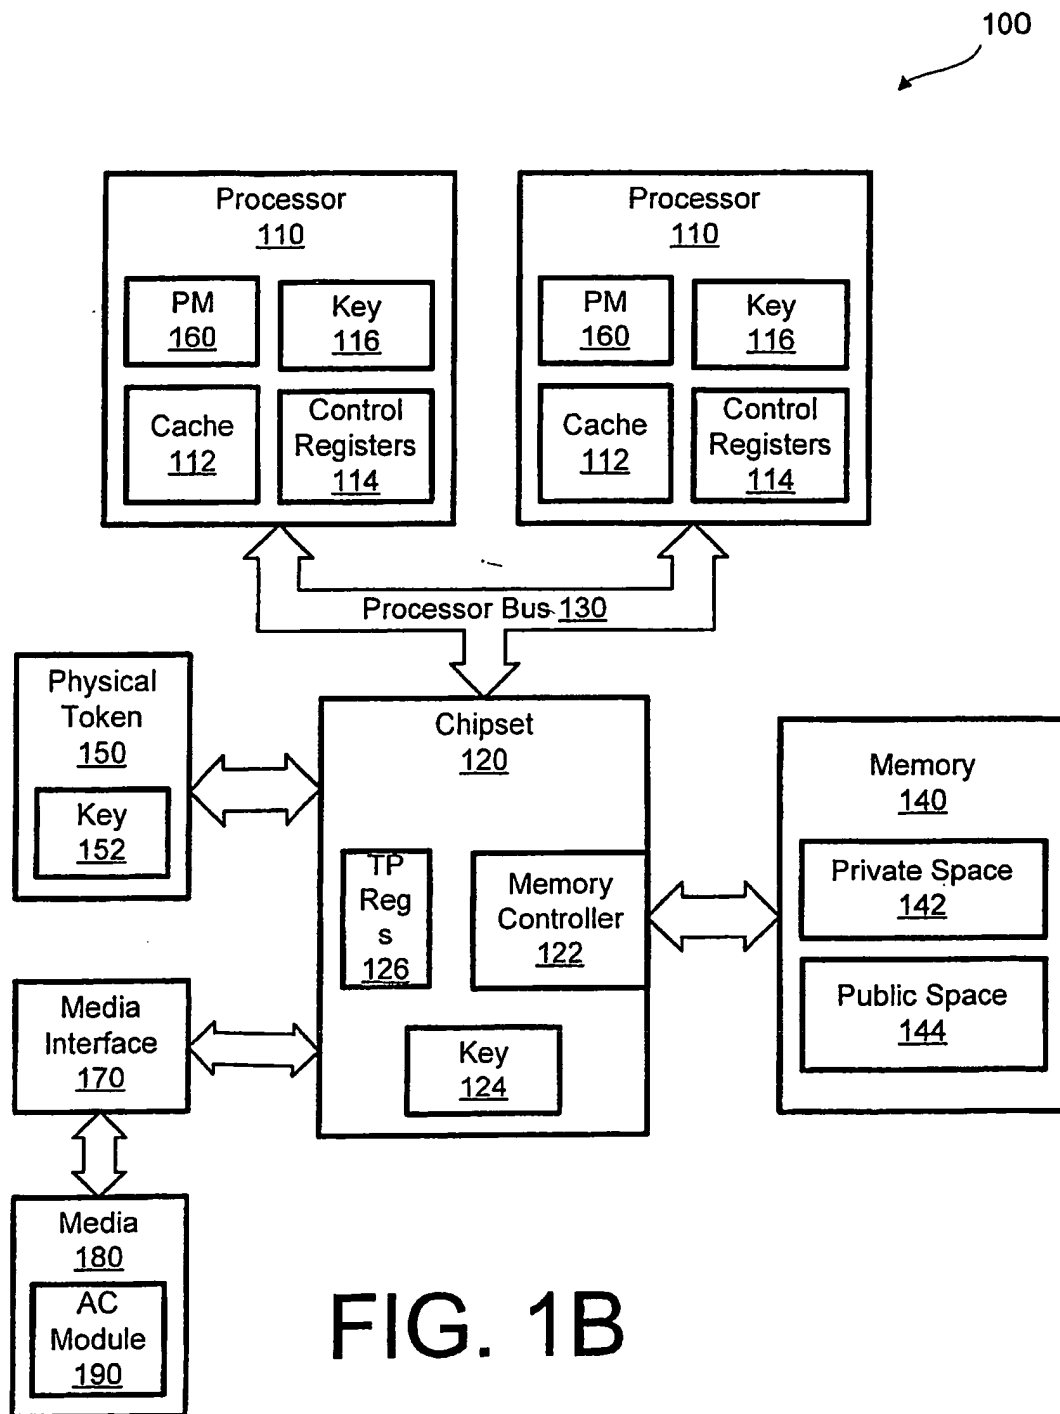 100
Processor
110
PM
160
Key
116
Cache
112
Control
Registers
114
Processor
110
PM
160
Key
116
Cache
112
Control
Registers
114
Processor Bus 130
Physical
Token
150
Key
152
Chipset
120
TP
Reg
s
126
Memory
Controller
122
Key
124
Memory
140
Private Space
142
Public Space
144
Media
Interface
170
Media
180
AC
Module
190
FIG. 1B